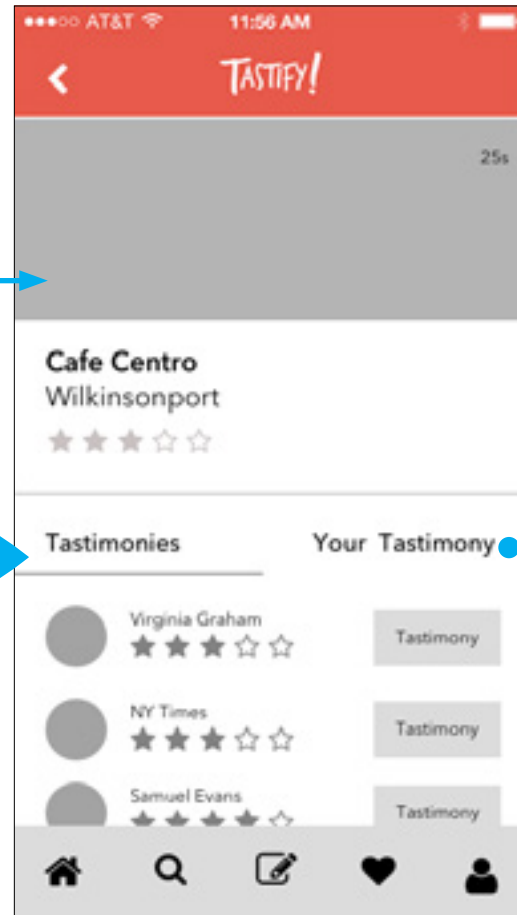 AT&T 11:56 AM
TASTIFY!
25s
Cafe Centro
Wilkinsonport
Tastimonies Your Tastimony
Virginia Graham
Tastimony
NY Times
Tastimony
Samuel Evans
Tastimony